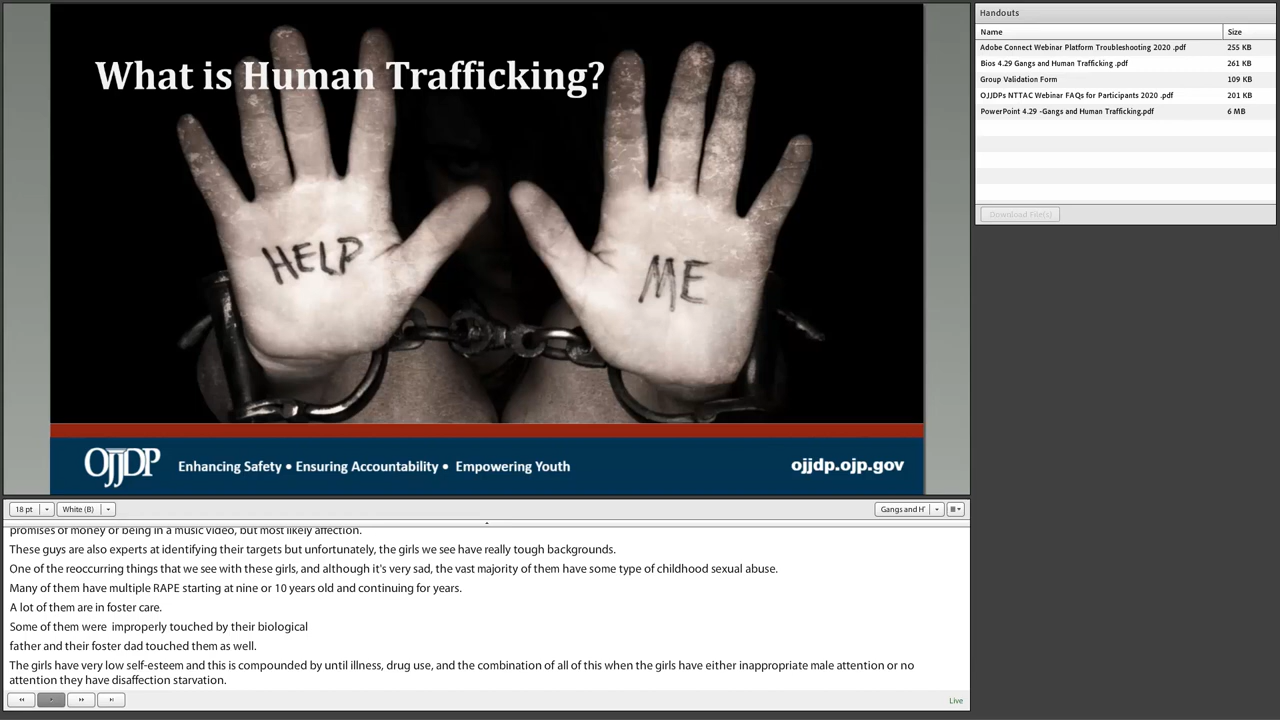 What is Human Trafficking?
HELP
ME
OJJDP
Enhancing Safety • Ensuring Accountability • Empowering Youth
ojjdp.ojp.gov
Handouts
Name
Size
Adobe Connect Webinar Platform Troubleshooting 2020 .pdf
255 KB
Bios 4.29 Gangs and Human Trafficking .pdf
261 KB
Group Validation Form
109 KB
OJJDPs NTTAC Webinar FAQs for Participants 2020 .pdf
201 KB
PowerPoint 4.29 -Gangs and Human Trafficking.pdf
6 MB
Download File(s)
18 pt
White (B)
Gangs and H'
promises of money or being in a music video, but most likely affection.
These guys are also experts at identifying their targets but unfortunately, the girls we see have really tough backgrounds.
One of the reoccurring things that we see with these girls, and although it's very sad, the vast majority of them have some type of childhood sexual abuse.
Many of them have multiple RAPE starting at nine or 10 years old and continuing for years.
A lot of them are in foster care.
Some of them were  improperly touched by their biological
father and their foster dad touched them as well.
The girls have very low self-esteem and this is compounded by until illness, drug use, and the combination of all of this when the girls have either inappropriate male attention or no
attention they have disaffection starvation.
Live